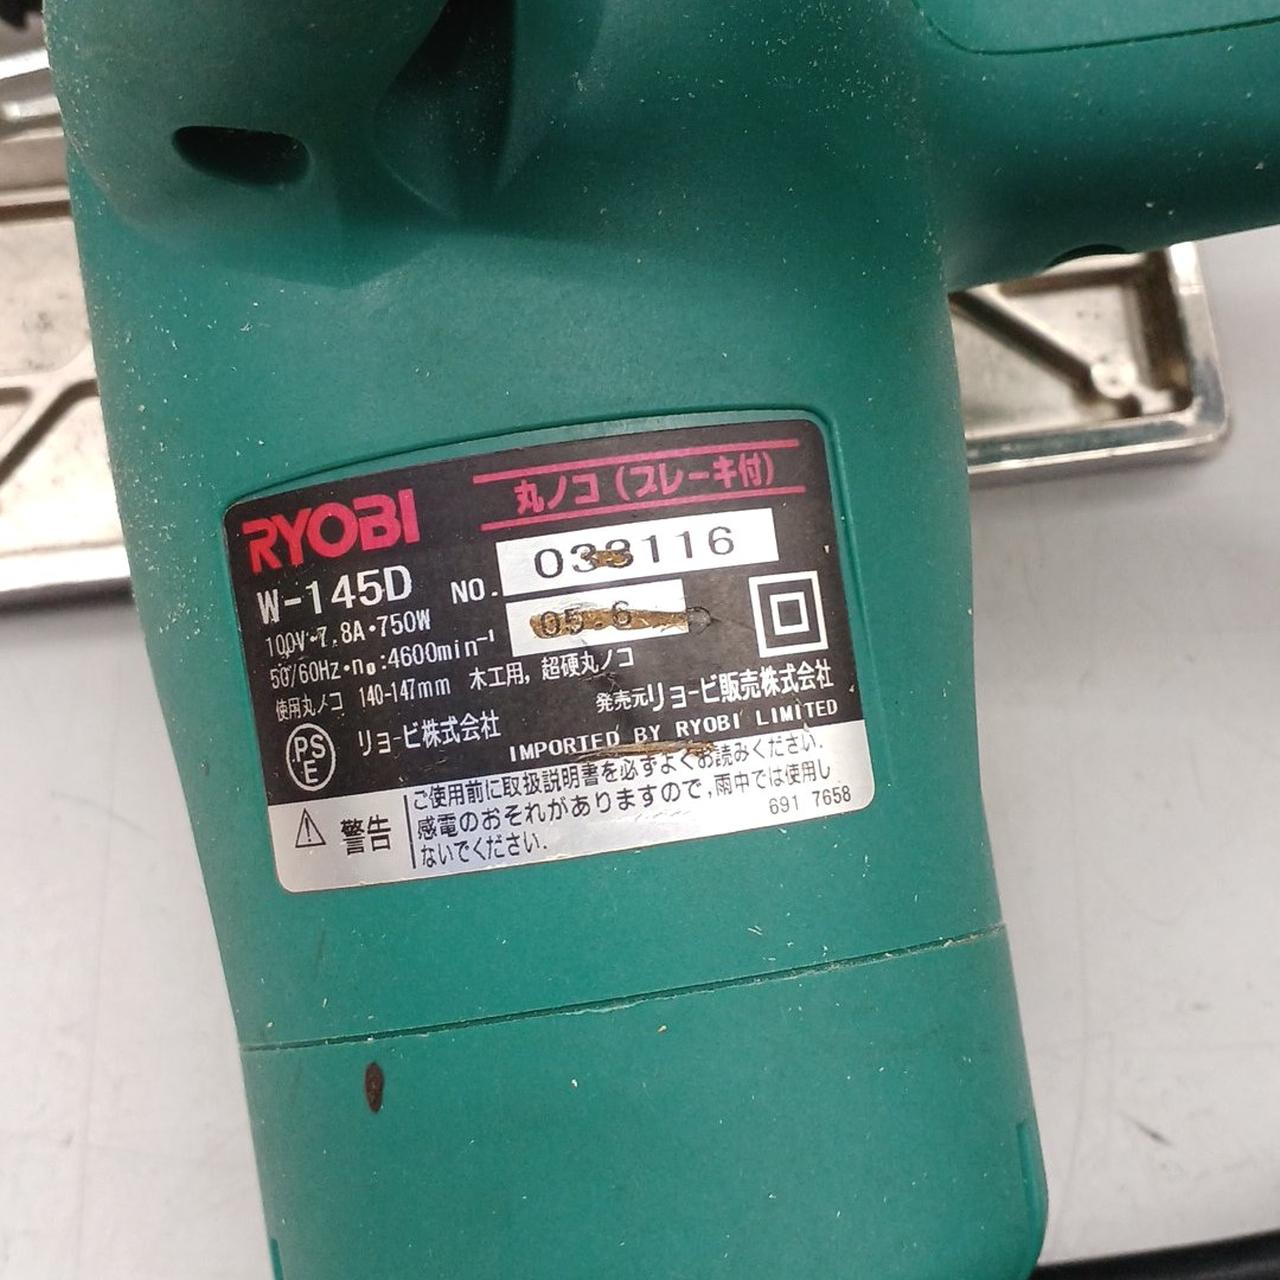 RYOBI
丸ノコ(ブレーキ付)
W-145D NO. 038116
100V・7.8A・750W 05.6
50/60Hz・n₀:4600min⁻¹
使用丸ノコ 140-147mm 木工用, 超硬丸ノコ
PSE リョービ株式会社 発売元リョービ販売株式会社
IMPORTED BY RYOBI LIMITED
警告
ご使用前に取扱説明書を必ずよくお読みください.
感電のおそれがありますので, 雨中では使用し
ないでください.
691 7658